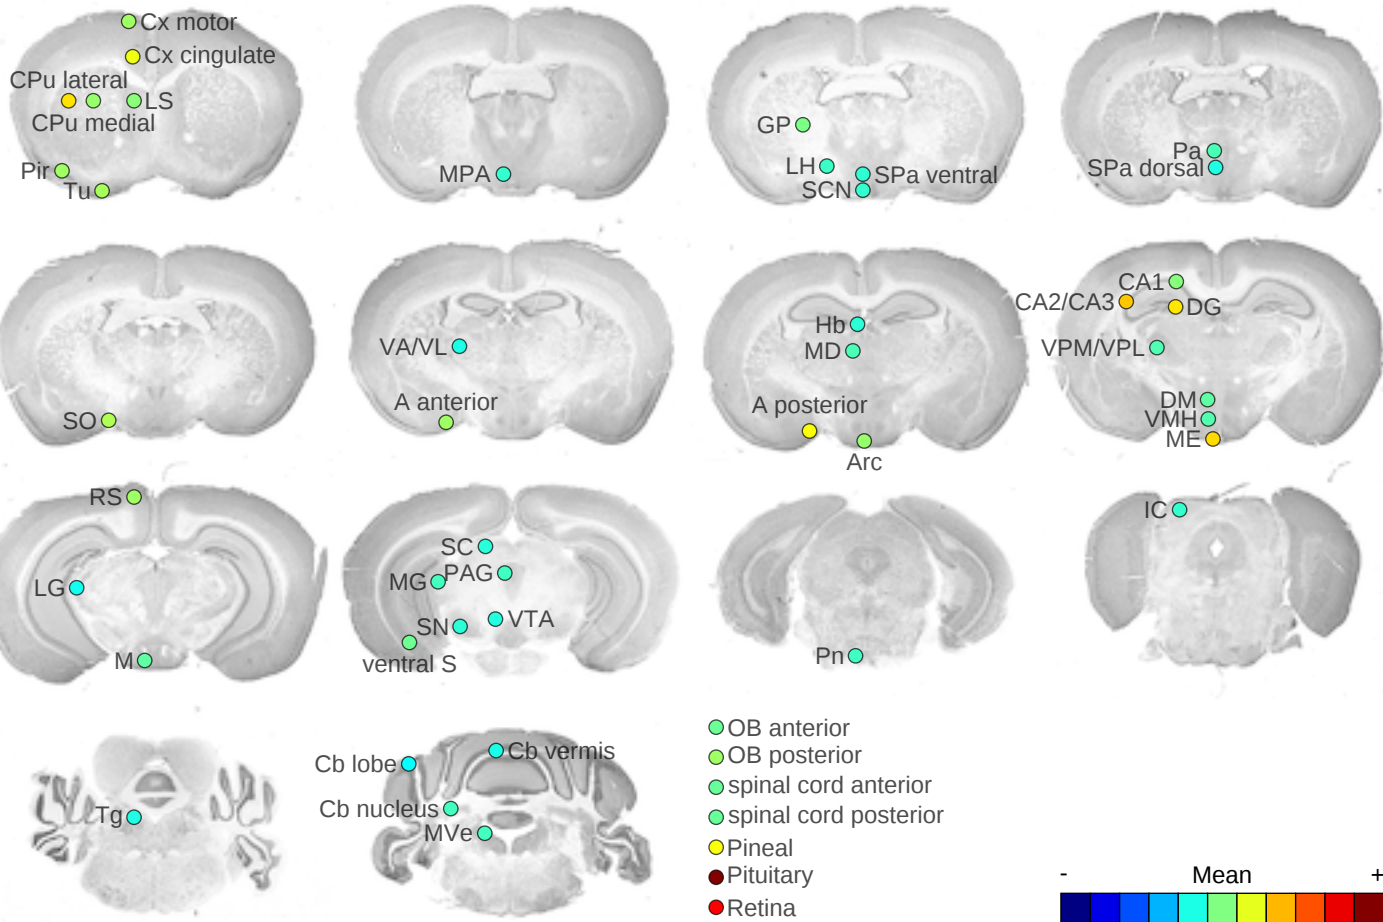 Cx motor
Cx cingulate
CPu lateral
LS
CPu medial
Pir
Tu
MPA
GP
LH
SPa ventral
SCN
Pa
SPa dorsal
SO
VA/VL
A anterior
Hb
MD
A posterior
Arc
CA1
CA2/CA3
DG
VPM/VPL
DM
VMH
ME
RS
LG
M
SC
MG
PAG
SN
VTA
ventral S
Pn
IC
Tg
Cb lobe
Cb vermis
Cb nucleus
MVe
OB anterior
OB posterior
spinal cord anterior
spinal cord posterior
Pineal
Pituitary
Retina
- Mean +